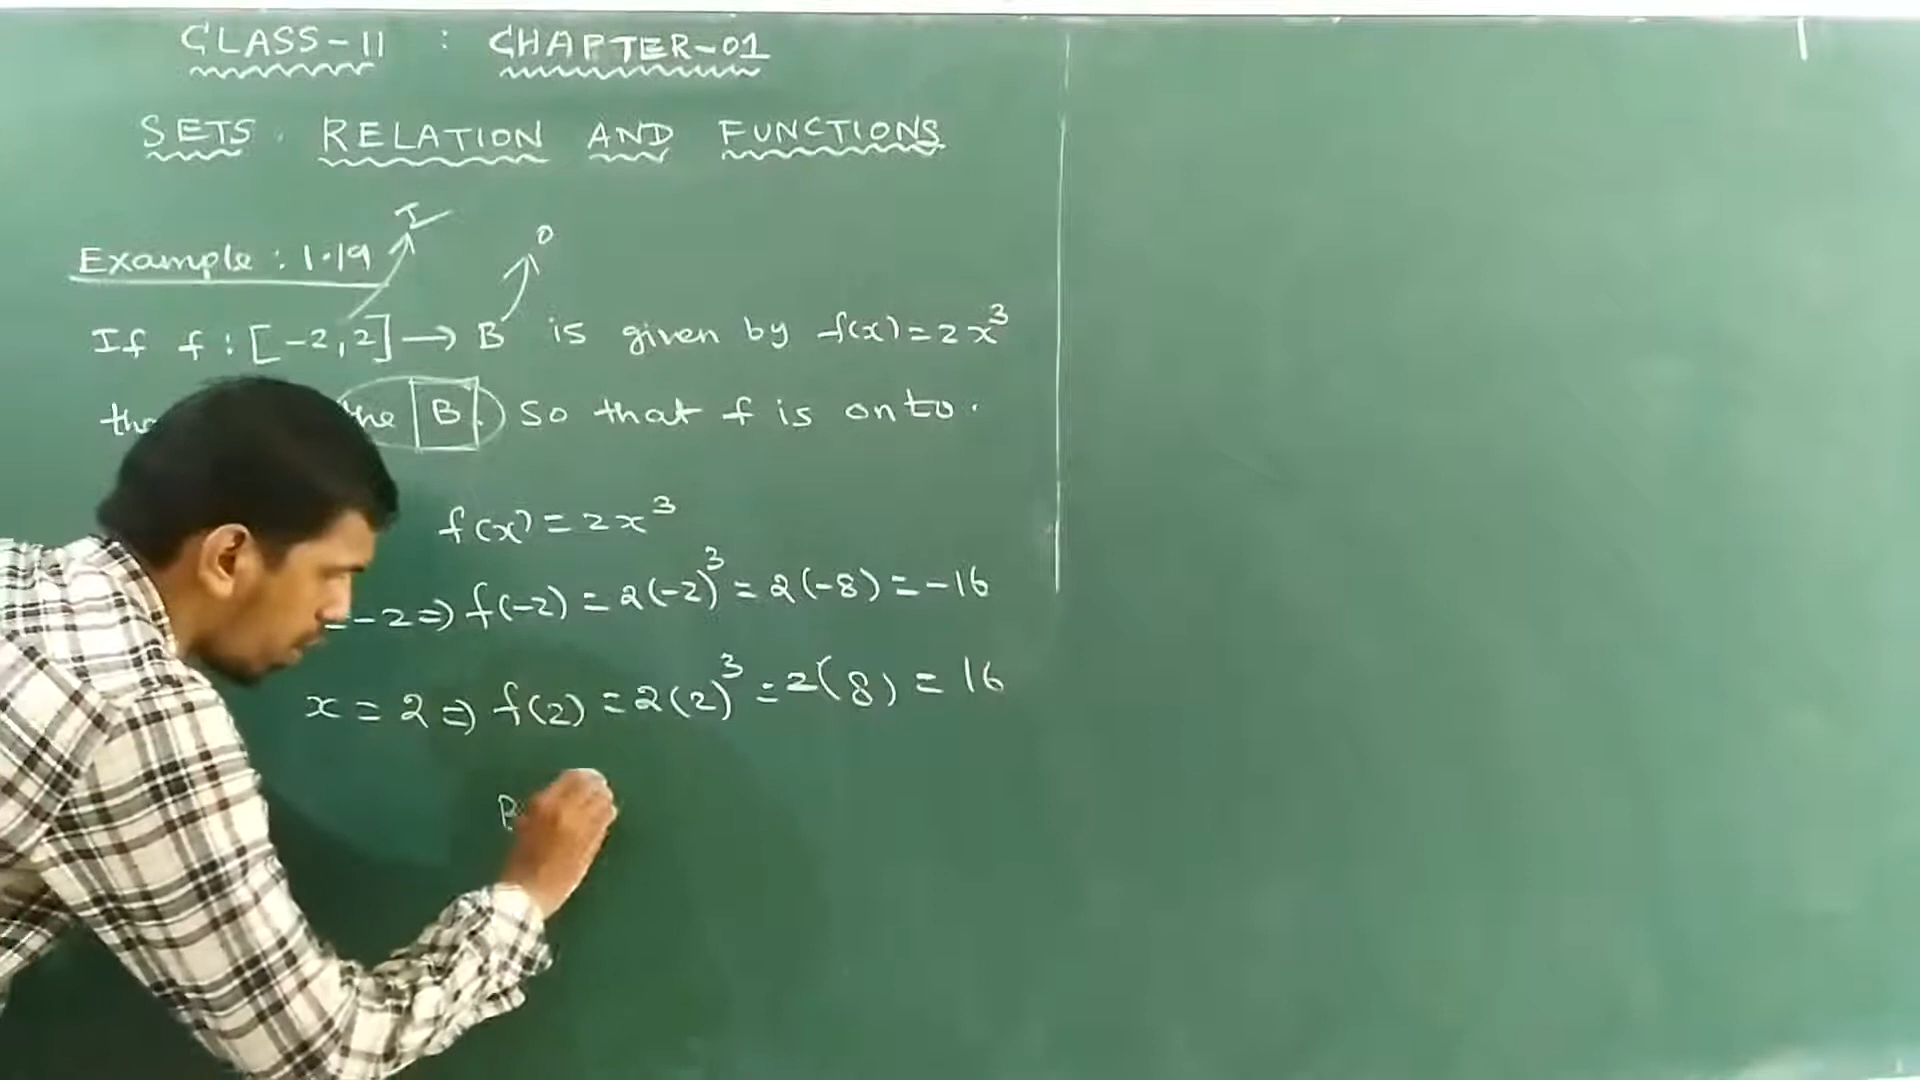 CLASS-11 : CHAPTER-01
SETS, RELATION AND FUNCTIONS
I
O
Example : 1.19
If f : [-2,2] → B is given by f(x) = 2x³
the B. So that f is onto.
f(x) = 2x³
= -2 ⇒ f(-2) = 2(-2)³ = 2(-8) = -16
x = 2 ⇒ f(2) = 2(2)³ = 2(8) = 16